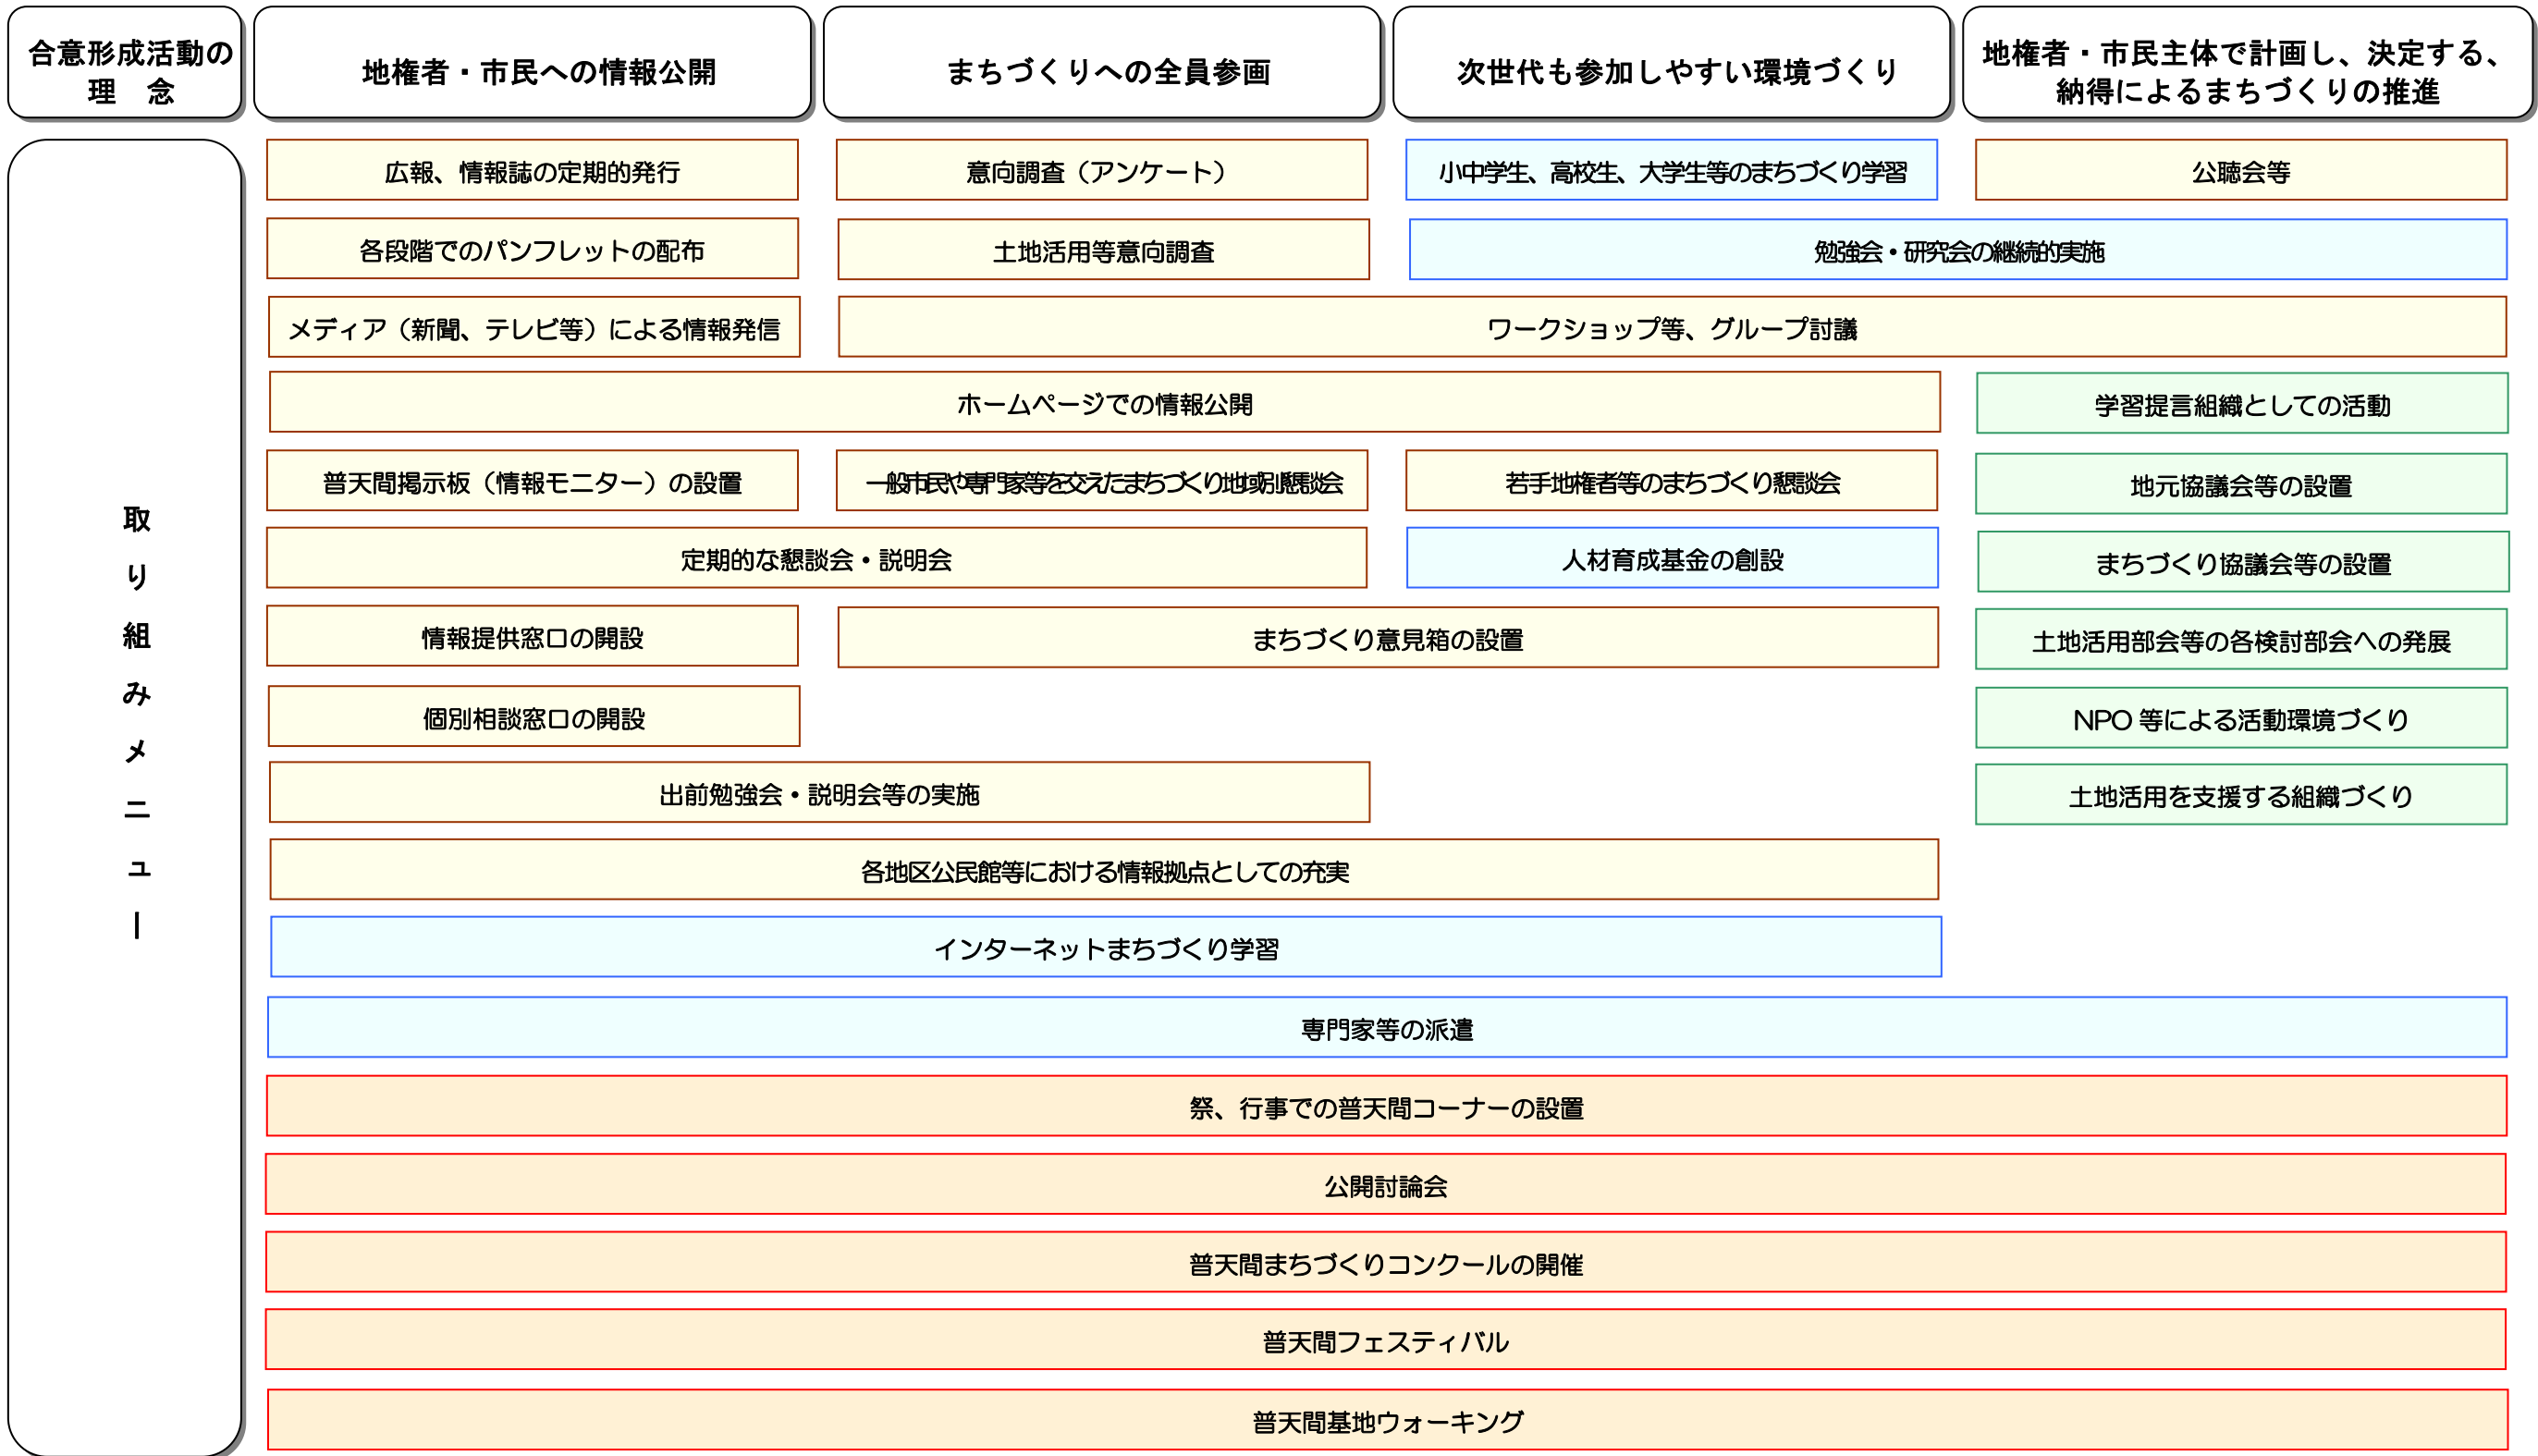 合意形成活動の
理　念
地権者・市民への情報公開
まちづくりへの全員参画
次世代も参加しやすい環境づくり
地権者・市民主体で計画し、決定する、
納得によるまちづくりの推進
取り組みメニュー
広報、情報誌の定期的発行
意向調査（アンケート）
小中学生、高校生、大学生等のまちづくり学習
公聴会等
各段階でのパンフレットの配布
土地活用等意向調査
勉強会・研究会の継続的実施
メディア（新聞、テレビ等）による情報発信
ワークショップ等、グループ討議
ホームページでの情報公開
学習提言組織としての活動
普天間掲示板（情報モニター）の設置
一般市民や専門家等を交えたまちづくり地域別懇談会
若手地権者等のまちづくり懇談会
地元協議会等の設置
定期的な懇談会・説明会
人材育成基金の創設
まちづくり協議会等の設置
情報提供窓口の開設
まちづくり意見箱の設置
土地活用部会等の各検討部会への発展
個別相談窓口の開設
NPO 等による活動環境づくり
出前勉強会・説明会等の実施
土地活用を支援する組織づくり
各地区公民館等における情報拠点としての充実
インターネットまちづくり学習
専門家等の派遣
祭、行事での普天間コーナーの設置
公開討論会
普天間まちづくりコンクールの開催
普天間フェスティバル
普天間基地ウォーキング